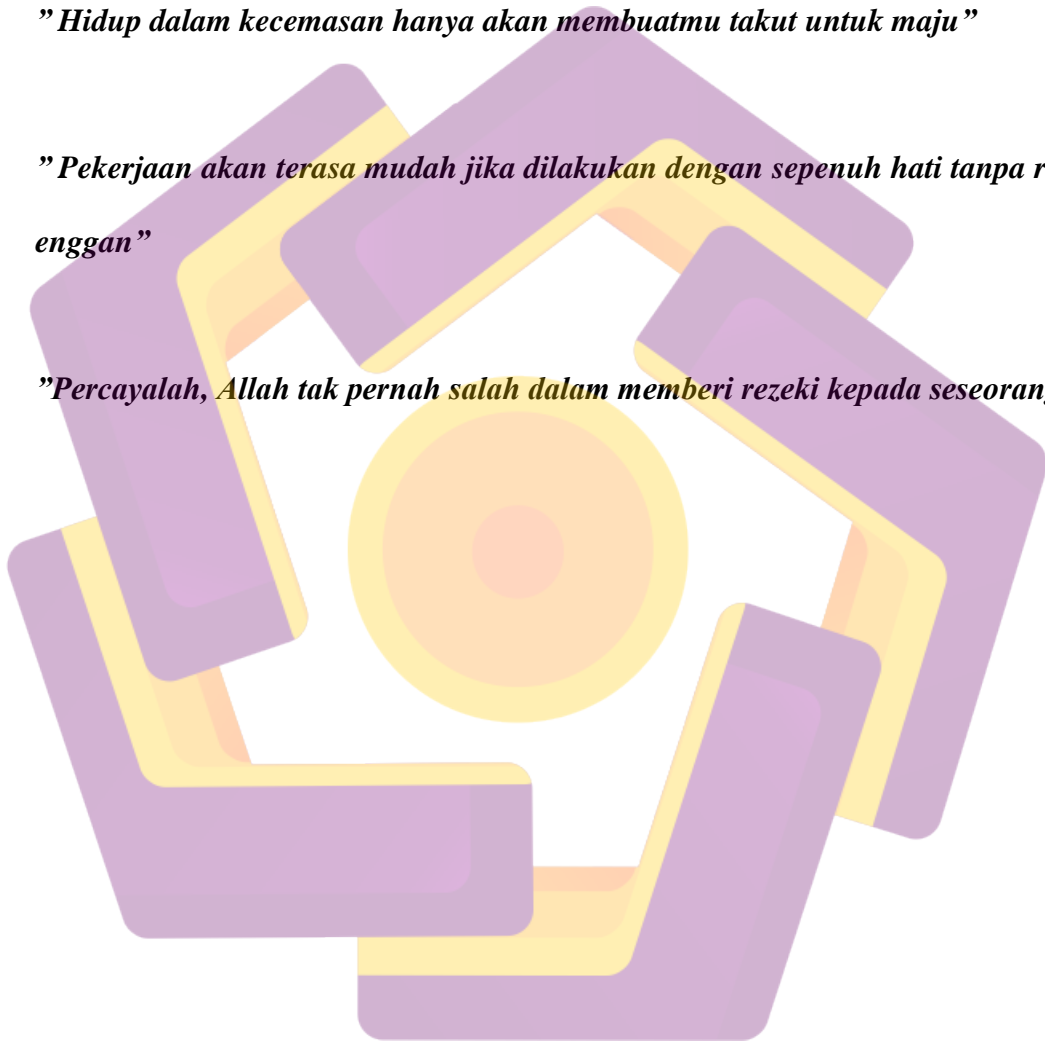 ” Hidup dalam kecemasan hanya akan membuatmu takut untuk maju”
” Pekerjaan akan terasa mudah jika dilakukan dengan sepenuh hati tanpa r
enggan”
”Percayalah, Allah tak pernah salah dalam memberi rezeki kepada seseoran